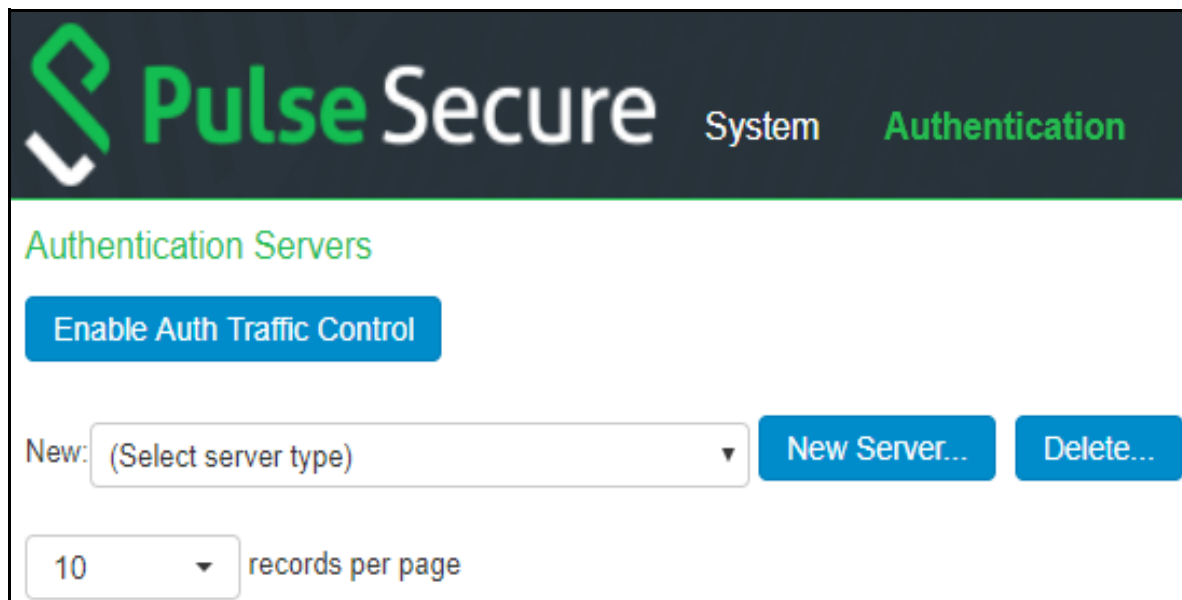 Pulse Secure System Authentication
Authentication Servers
Enable Auth Traffic Control
New: (Select server type) New Server... Delete...
10 records per page